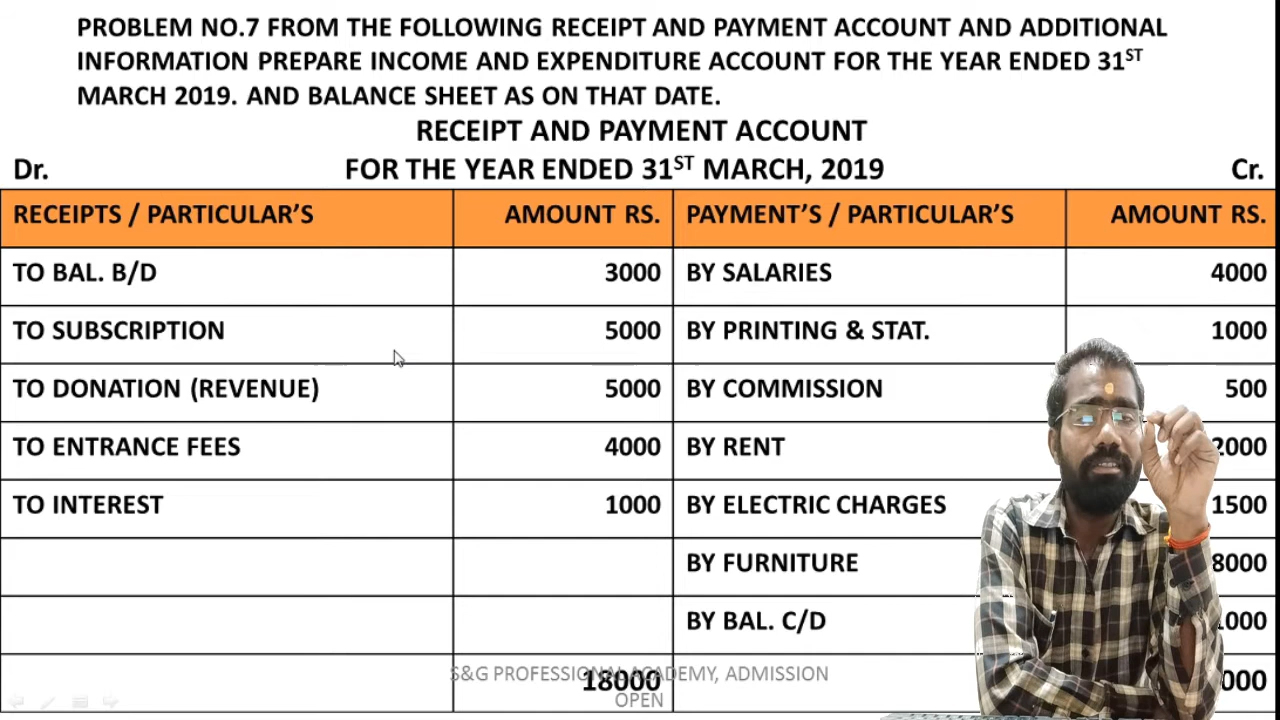 PROBLEM NO.7 FROM THE FOLLOWING RECEIPT AND PAYMENT ACCOUNT AND ADDITIONAL
INFORMATION PREPARE INCOME AND EXPENDITURE ACCOUNT FOR THE YEAR ENDED 31ST
MARCH 2019. AND BALANCE SHEET AS ON THAT DATE.
RECEIPT AND PAYMENT ACCOUNT
Dr. FOR THE YEAR ENDED 31ST MARCH, 2019 Cr.
RECEIPTS / PARTICULAR’S AMOUNT RS. PAYMENT’S / PARTICULAR’S AMOUNT RS.
TO BAL. B/D 3000 BY SALARIES 4000
TO SUBSCRIPTION 5000 BY PRINTING & STAT. 1000
TO DONATION (REVENUE) 5000 BY COMMISSION 500
TO ENTRANCE FEES 4000 BY RENT 2000
TO INTEREST 1000 BY ELECTRIC CHARGES 1500
BY FURNITURE 8000
BY BAL. C/D
18000
S&G PROFESSIONAL ACADEMY, ADMISSION
OPEN